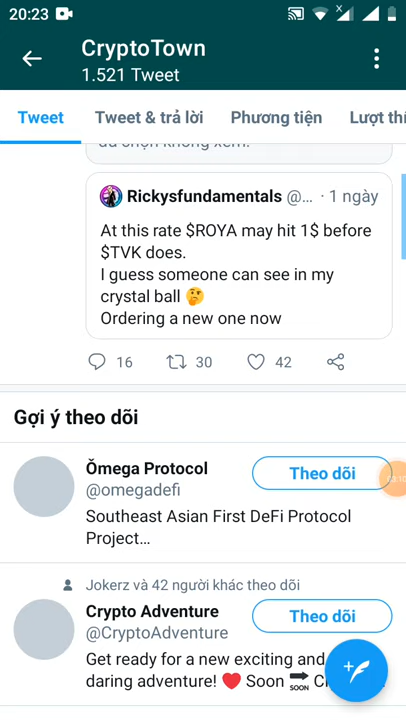 20:23
CryptoTown
1.521 Tweet
Tweet
Tweet & trả lời
Phương tiện
Lượt thí
đã chọn không xem.
Rickysfundamentals @... · 1 ngày
At this rate $ROYA may hit 1$ before
$TVK does.
I guess someone can see in my
crystal ball 🤔
Ordering a new one now
16 30 42
Gợi ý theo dõi
Ǒmega Protocol
Theo dõi
@omegadefi
Southeast Asian First DeFi Protocol
Project...
Jokerz và 42 người khác theo dõi
Crypto Adventure
Theo dõi
@CryptoAdventure
Get ready for a new exciting and
daring adventure! ❤️ Soon 🔜